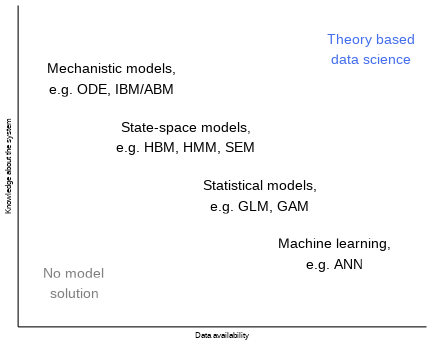 Theory based
data science
Mechanistic models,
e.g. ODE, IBM/ABM
State-space models,
e.g. HBM, HMM, SEM
Statistical models,
e.g. GLM, GAM
Machine learning,
e.g. ANN
No model
solution
Knowledge about the system
Data availability